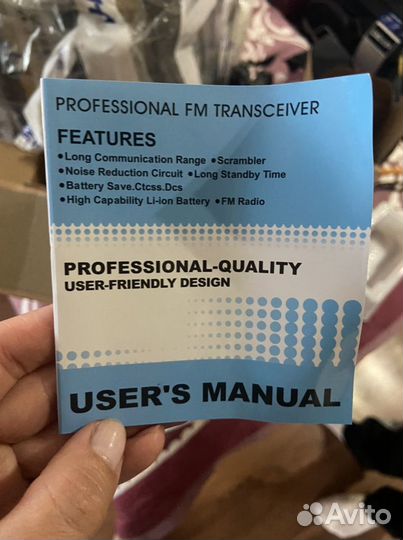 PROFESSIONAL FM TRANSCEIVER
FEATURES
●Long Communication Range ●Scrambler
●Noise Reduction Circuit ●Long Standby Time
●Battery Save.Ctcss.Dcs
●High Capability Li-ion Battery ●FM Radio
PROFESSIONAL-QUALITY
USER-FRIENDLY DESIGN
USER'S MANUAL
Avito